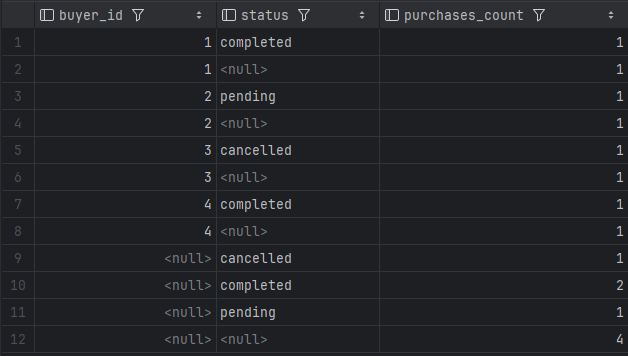 buyer_id status purchases_count
1 1 completed 1
2 1 <null> 1
3 2 pending 1
4 2 <null> 1
5 3 cancelled 1
6 3 <null> 1
7 4 completed 1
8 4 <null> 1
9 <null> cancelled 1
10 <null> completed 2
11 <null> pending 1
12 <null> <null> 4